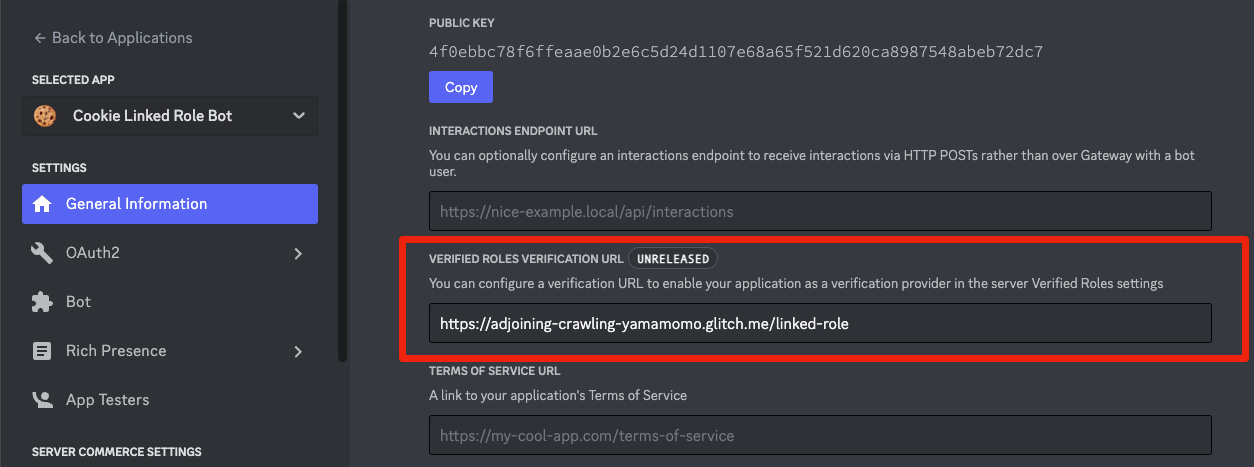 Back to Applications
SELECTED APP
Cookie Linked Role Bot
SETTINGS
General Information
OAuth2
Bot
Rich Presence
App Testers
SERVER COMMERCE SETTINGS
PUBLIC KEY
4f0ebbc78f6ffeaae0b2e6c5d24d1107e68a65f521d620ca8987548abeb72dc7
Copy
INTERACTIONS ENDPOINT URL
You can optionally configure an interactions endpoint to receive interactions via HTTP POSTs rather than over Gateway with a bot
user.
https://nice-example.local/api/interactions
VERIFIED ROLES VERIFICATION URL UNRELEASED
You can configure a verification URL to enable your application as a verification provider in the server Verified Roles settings
https://adjoining-crawling-yamamomo.glitch.me/linked-role
TERMS OF SERVICE URL
A link to your application's Terms of Service
https://my-cool-app.com/terms-of-service